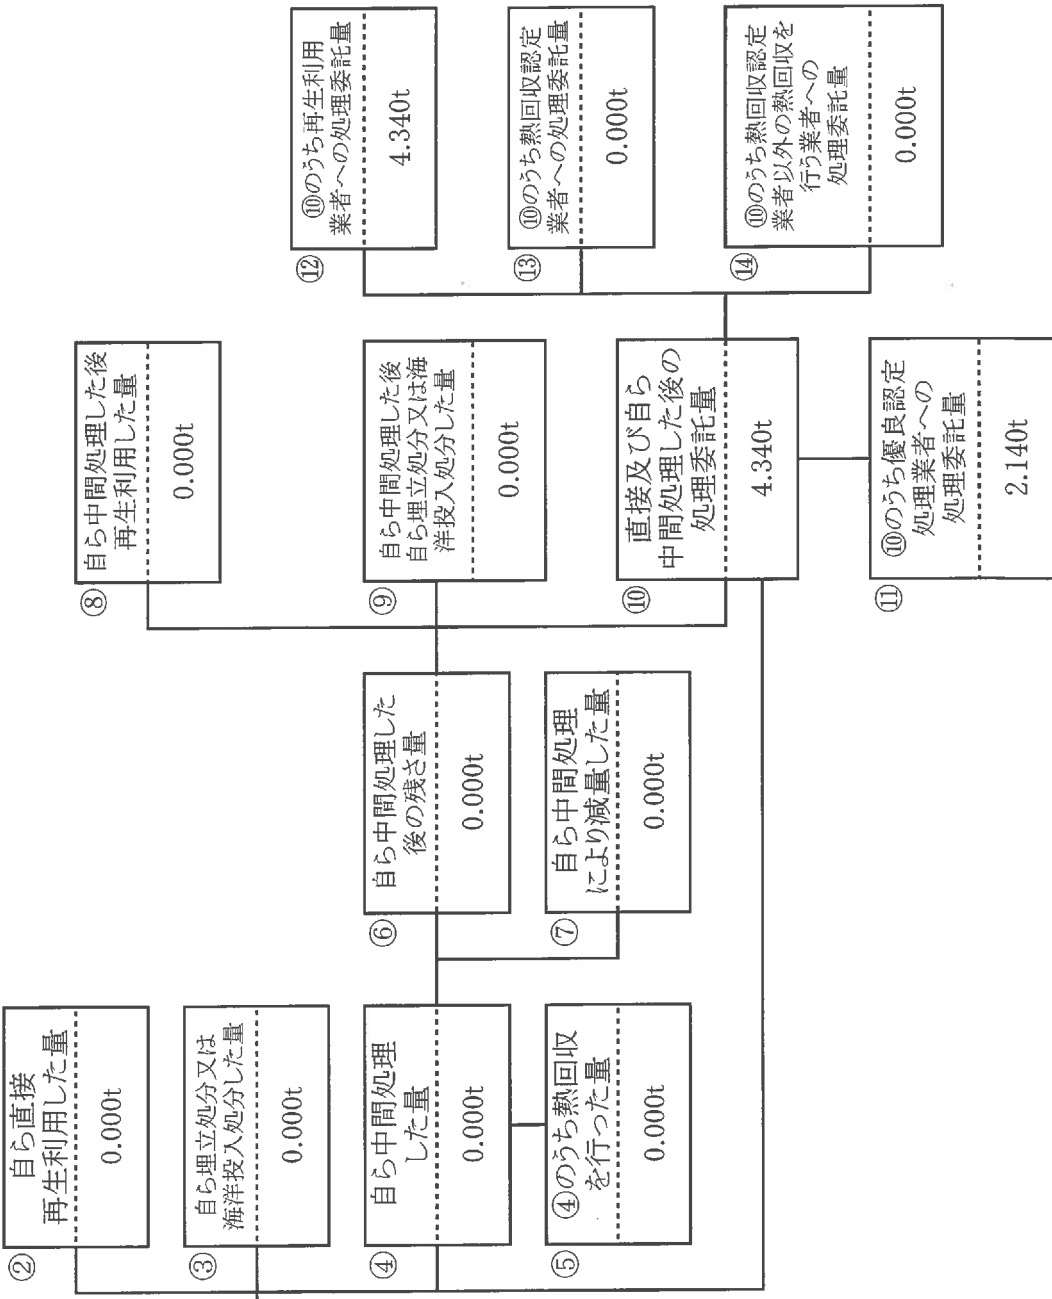 ②
自ら直接
再生利用した量
0.000t
③
自ら埋立処分又は
海洋投入処分した量
0.000t
④
自ら中間処理
した量
0.000t
⑤
④のうち熱回収
を行った量
0.000t
⑥
自ら中間処理した
後の残さ量
0.000t
⑦
自ら中間処理
により減量した量
0.000t
⑧
自ら中間処理した後
再生利用した量
0.000t
⑨
自ら中間処理した後
自ら埋立処分又は海
洋投入処分した量
0.000t
⑩
直接及び自ら
中間処理した後の
処理委託量
4.340t
⑪
⑩のうち優良認定
処理業者への
処理委託量
2.140t
⑫
⑩のうち再生利用
業者への処理委託量
4.340t
⑬
⑩のうち熱回収認定
業者への処理委託量
0.000t
⑭
⑩のうち熱回収認定
業者以外の熱回収を
行う業者への
処理委託量
0.000t